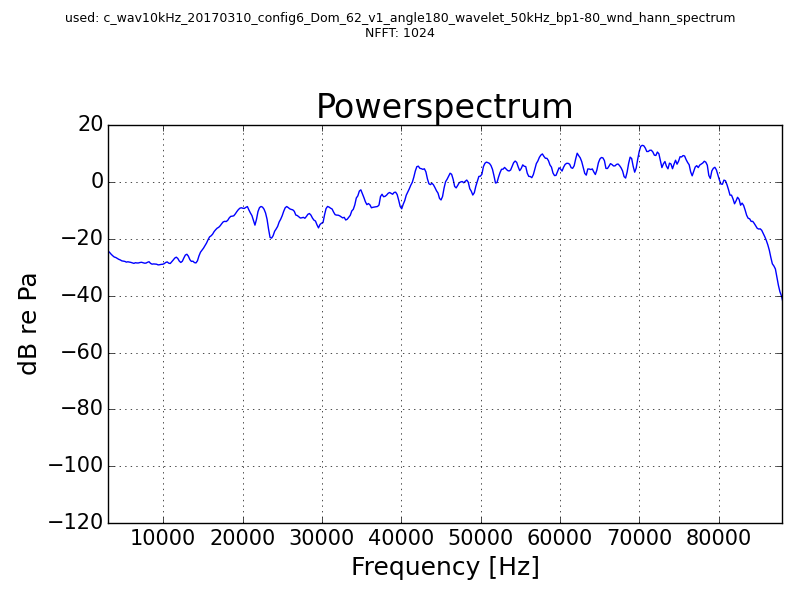 used: c_wav10kHz_20170310_config6_Dom_62_v1_angle180_wavelet_50kHz_bp1-80_wnd_hann_spectrum
NFFT: 1024
Powerspectrum
20
0
−20
−40
−60
−80
−100
−120
dB re Pa
10000 20000 30000 40000 50000 60000 70000 80000
Frequency [Hz]